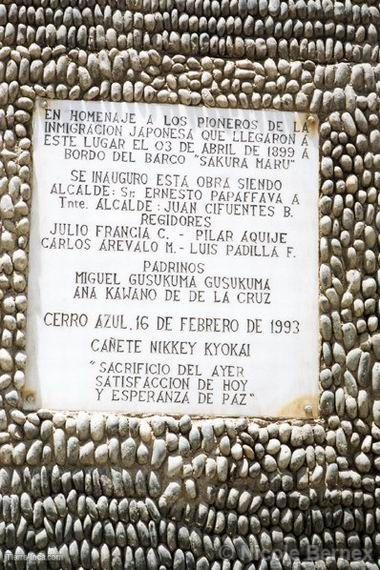 EN HOMENAJE A LOS PIONEROS DE LA
INMIGRACION JAPONESA QUE LLEGARON A
ESTE LUGAR EL 03 DE ABRIL DE 1899 A
BORDO DEL BARCO "SAKURA MARU"
SE INAUGURO ESTA OBRA SIENDO
ALCALDE: Sr. ERNESTO PAPAFFAVA A
Tnte. ALCALDE: JUAN CIFUENTES B.
REGIDORES
JULIO FRANCIA C. - PILAR AQUIJE
CARLOS AREVALO M.- LUIS PADILLA F.
PADRINOS
MIGUEL GUSUKUMA GUSUKUMA
ANA KAWANO DE DE LA CRUZ
CERRO AZUL, 16 DE FEBRERO DE 1993
CAÑETE NIKKEY KYOKAI
"SACRIFICIO DEL AYER
SATISFACCION DE HOY
Y ESPERANZA DE PAZ"
© Nicole Bernex